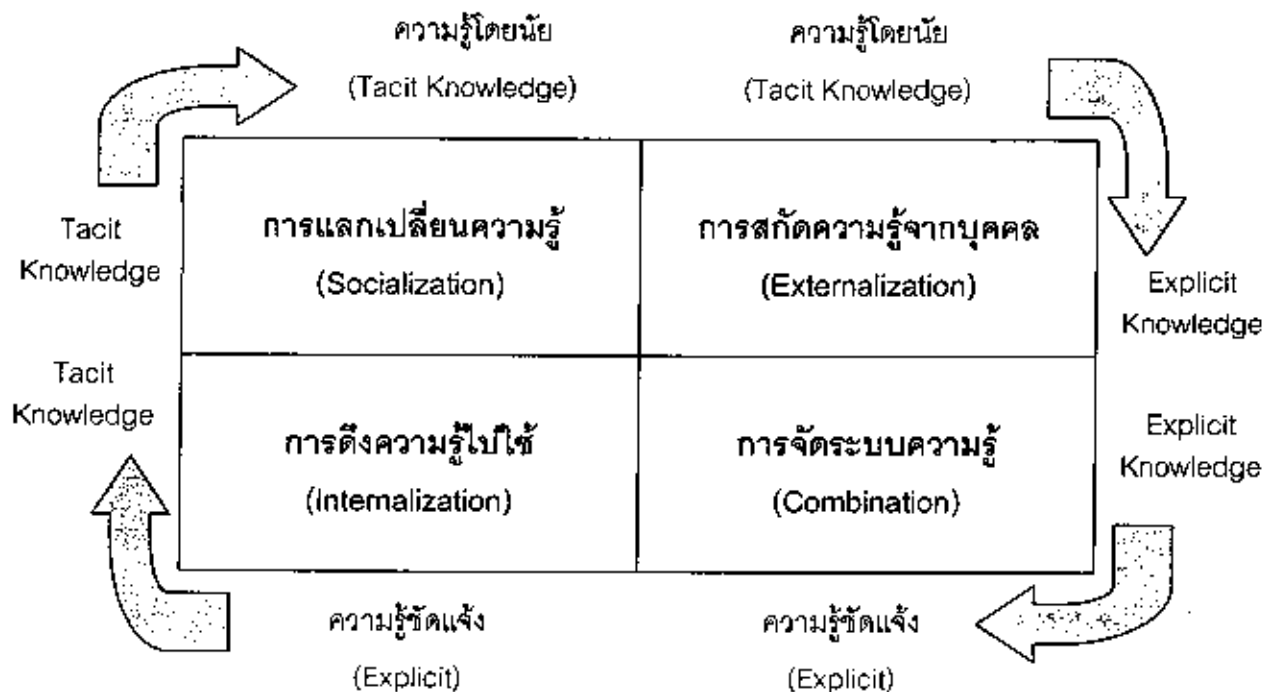 ความรู้โดยนัย
(Tacit Knowledge)
ความรู้โดยนัย
(Tacit Knowledge)
Tacit
Knowledge
การแลกเปลี่ยนความรู้
(Socialization)
การสกัดความรู้จากบุคคล
(Externalization)
Explicit
Knowledge
Tacit
Knowledge
การดึงความรู้ไปใช้
(Internalization)
การจัดระบบความรู้
(Combination)
Explicit
Knowledge
ความรู้ชัดแจ้ง
(Explicit)
ความรู้ชัดแจ้ง
(Explicit)